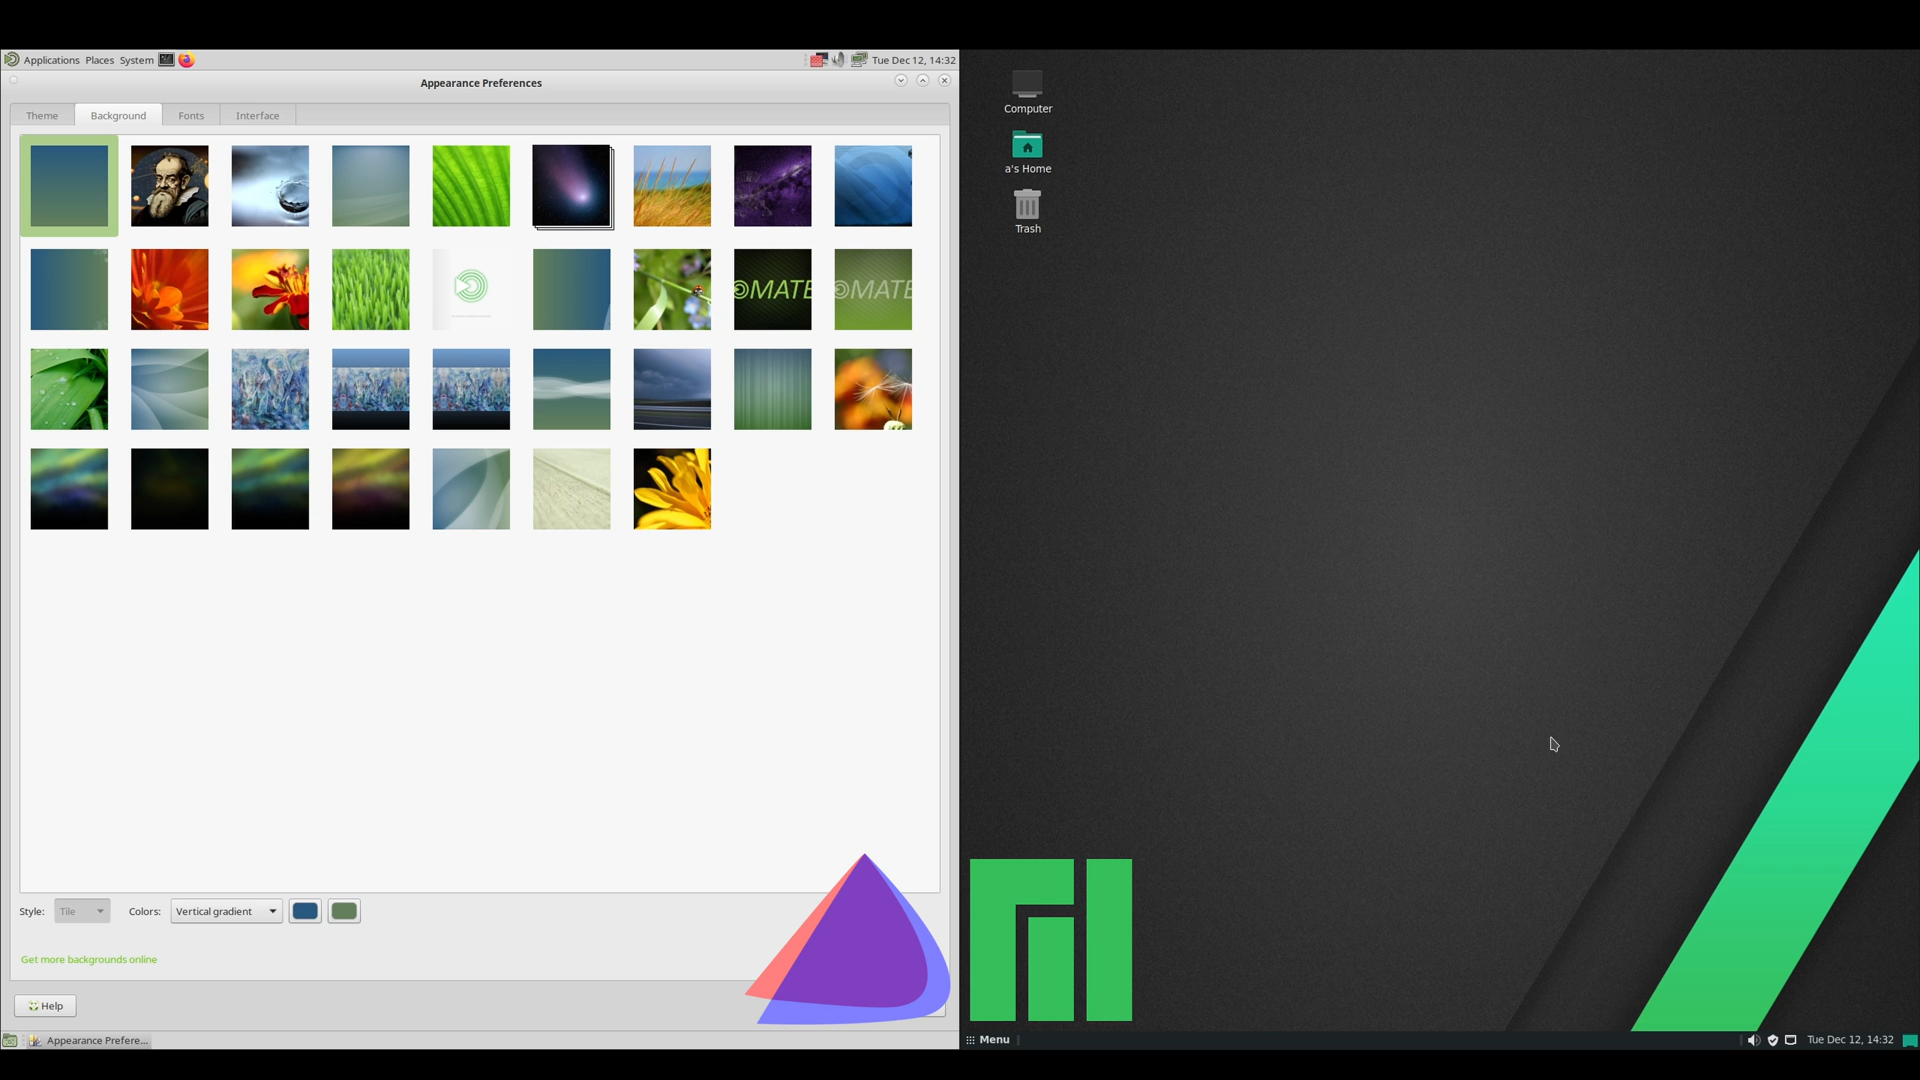 Applications Places System
Tue Dec 12, 14:32
Appearance Preferences
Theme Background Fonts Interface
MATE
MATE
Style: Tile Colors: Vertical gradient
Get more backgrounds online
Help
Appearance Prefere...
Computer
a's Home
Trash
Menu
Tue Dec 12, 14:32